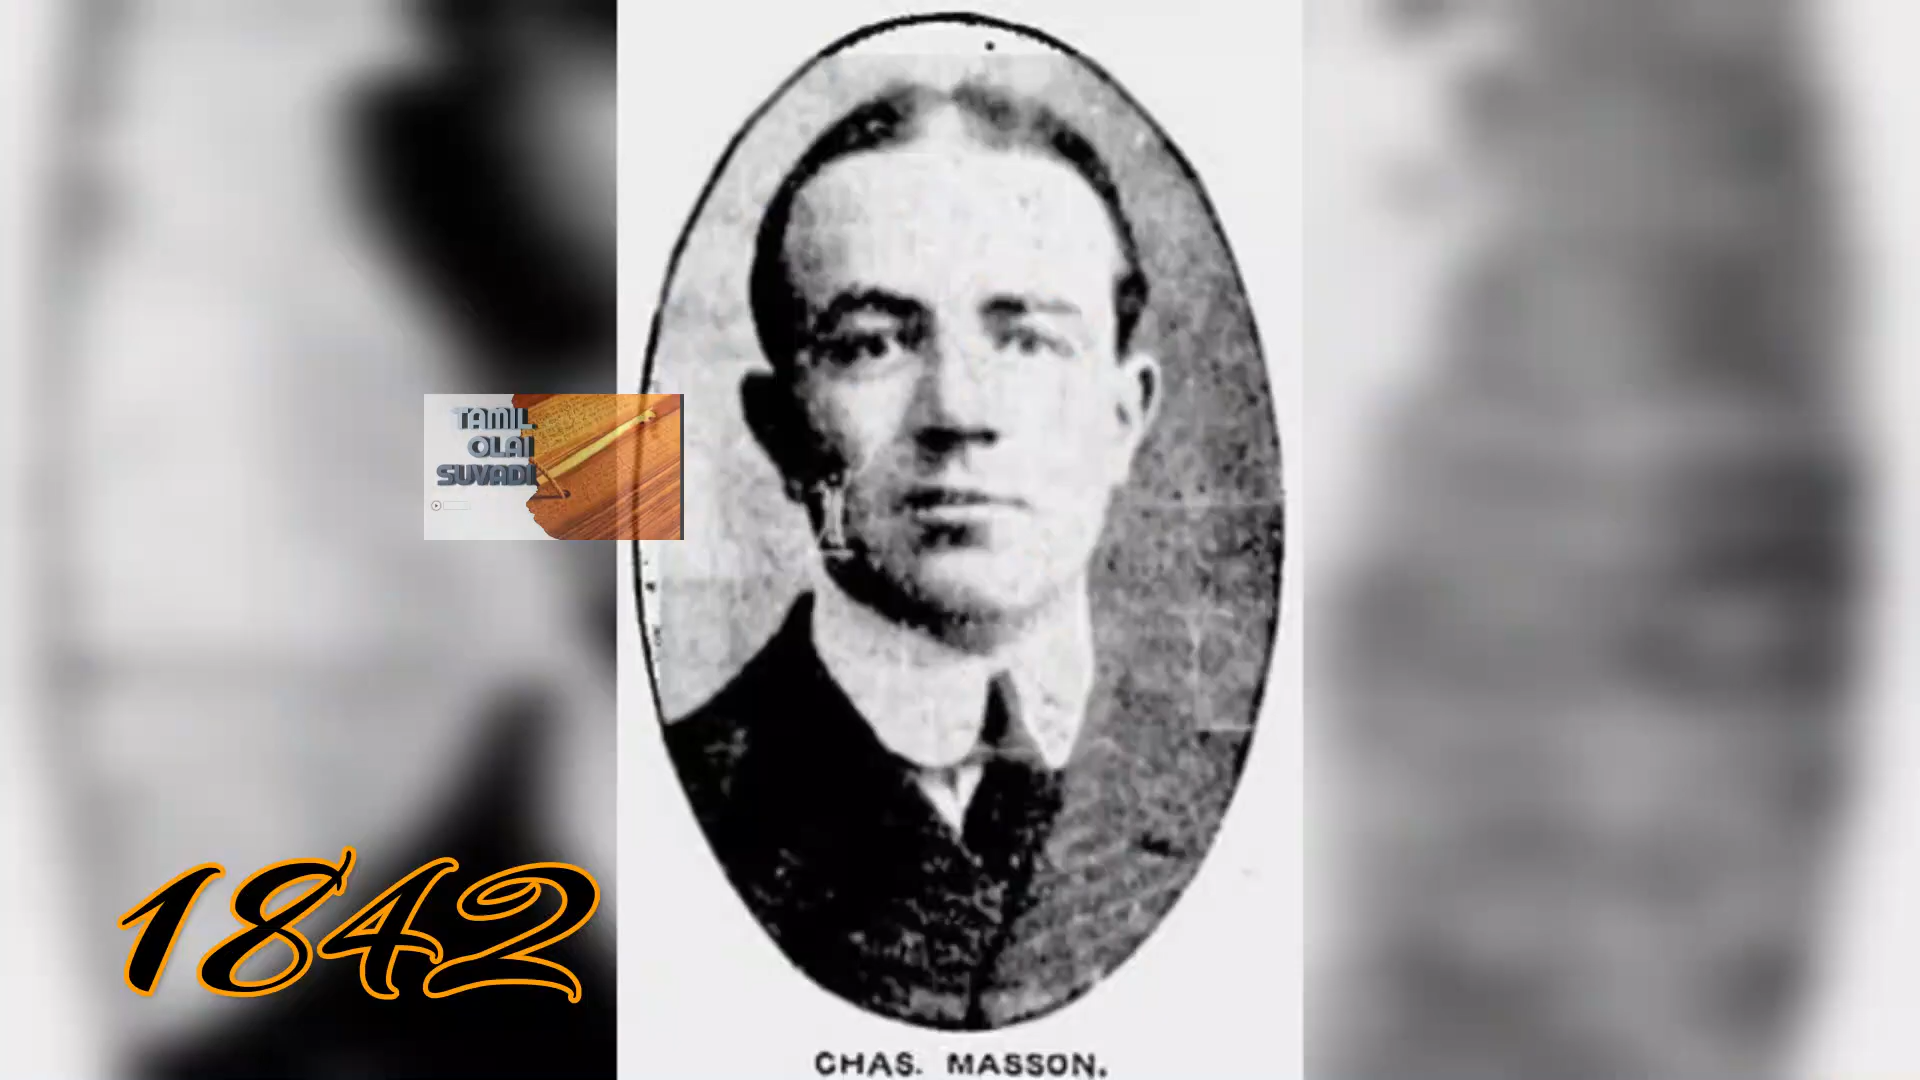 TAMIL
OLAI
SUVADI
1842
CHAS. MASSON.